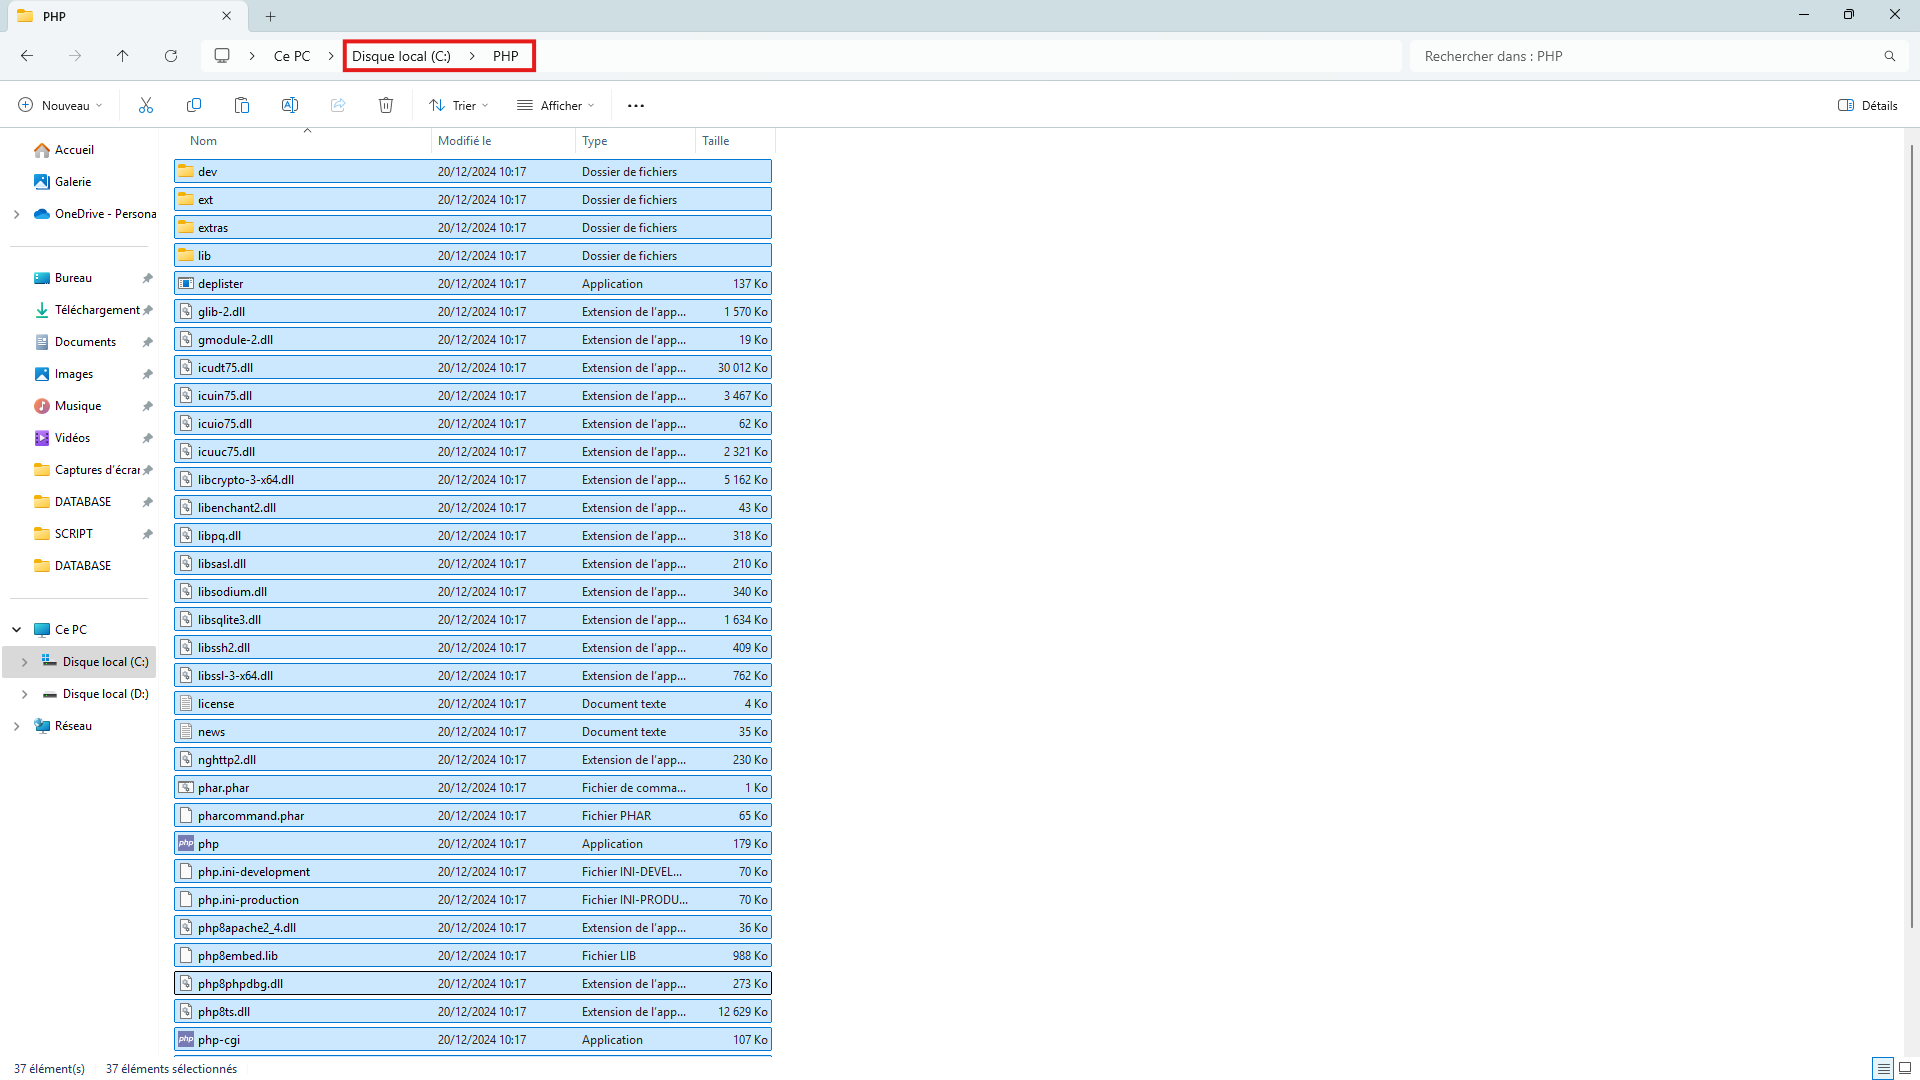 PHP
Ce PC Disque local (C:) PHP
Rechercher dans : PHP
Nouveau Trier Afficher Détails
Nom Modifié le Type Taille
Accueil
Galerie
OneDrive - Persona
Bureau
Téléchargement
Documents
Images
Musique
Vidéos
Captures d'écrar
DATABASE
SCRIPT
DATABASE
Ce PC
Disque local (C:)
Disque local (D:)
Réseau
dev 20/12/2024 10:17 Dossier de fichiers
ext 20/12/2024 10:17 Dossier de fichiers
extras 20/12/2024 10:17 Dossier de fichiers
lib 20/12/2024 10:17 Dossier de fichiers
deplister 20/12/2024 10:17 Application 137 Ko
glib-2.dll 20/12/2024 10:17 Extension de l'app... 1 570 Ko
gmodule-2.dll 20/12/2024 10:17 Extension de l'app... 19 Ko
icudt75.dll 20/12/2024 10:17 Extension de l'app... 30 012 Ko
icuin75.dll 20/12/2024 10:17 Extension de l'app... 3 467 Ko
icuio75.dll 20/12/2024 10:17 Extension de l'app... 62 Ko
icuuc75.dll 20/12/2024 10:17 Extension de l'app... 2 321 Ko
libcrypto-3-x64.dll 20/12/2024 10:17 Extension de l'app... 5 162 Ko
libenchant2.dll 20/12/2024 10:17 Extension de l'app... 43 Ko
libpq.dll 20/12/2024 10:17 Extension de l'app... 318 Ko
libsasl.dll 20/12/2024 10:17 Extension de l'app... 210 Ko
libsodium.dll 20/12/2024 10:17 Extension de l'app... 340 Ko
libsqlite3.dll 20/12/2024 10:17 Extension de l'app... 1 634 Ko
libssh2.dll 20/12/2024 10:17 Extension de l'app... 409 Ko
libssl-3-x64.dll 20/12/2024 10:17 Extension de l'app... 762 Ko
license 20/12/2024 10:17 Document texte 4 Ko
news 20/12/2024 10:17 Document texte 35 Ko
nghttp2.dll 20/12/2024 10:17 Extension de l'app... 230 Ko
phar.phar 20/12/2024 10:17 Fichier de comma... 1 Ko
pharcommand.phar 20/12/2024 10:17 Fichier PHAR 65 Ko
php php 20/12/2024 10:17 Application 179 Ko
php.ini-development 20/12/2024 10:17 Fichier INI-DEVEL... 70 Ko
php.ini-production 20/12/2024 10:17 Fichier INI-PRODU... 70 Ko
php8apache2_4.dll 20/12/2024 10:17 Extension de l'app... 36 Ko
php8embed.lib 20/12/2024 10:17 Fichier LIB 988 Ko
php8phpdbg.dll 20/12/2024 10:17 Extension de l'app... 273 Ko
php8ts.dll 20/12/2024 10:17 Extension de l'app... 12 629 Ko
php php-cgi 20/12/2024 10:17 Application 107 Ko
37 élément(s) 37 éléments sélectionnés